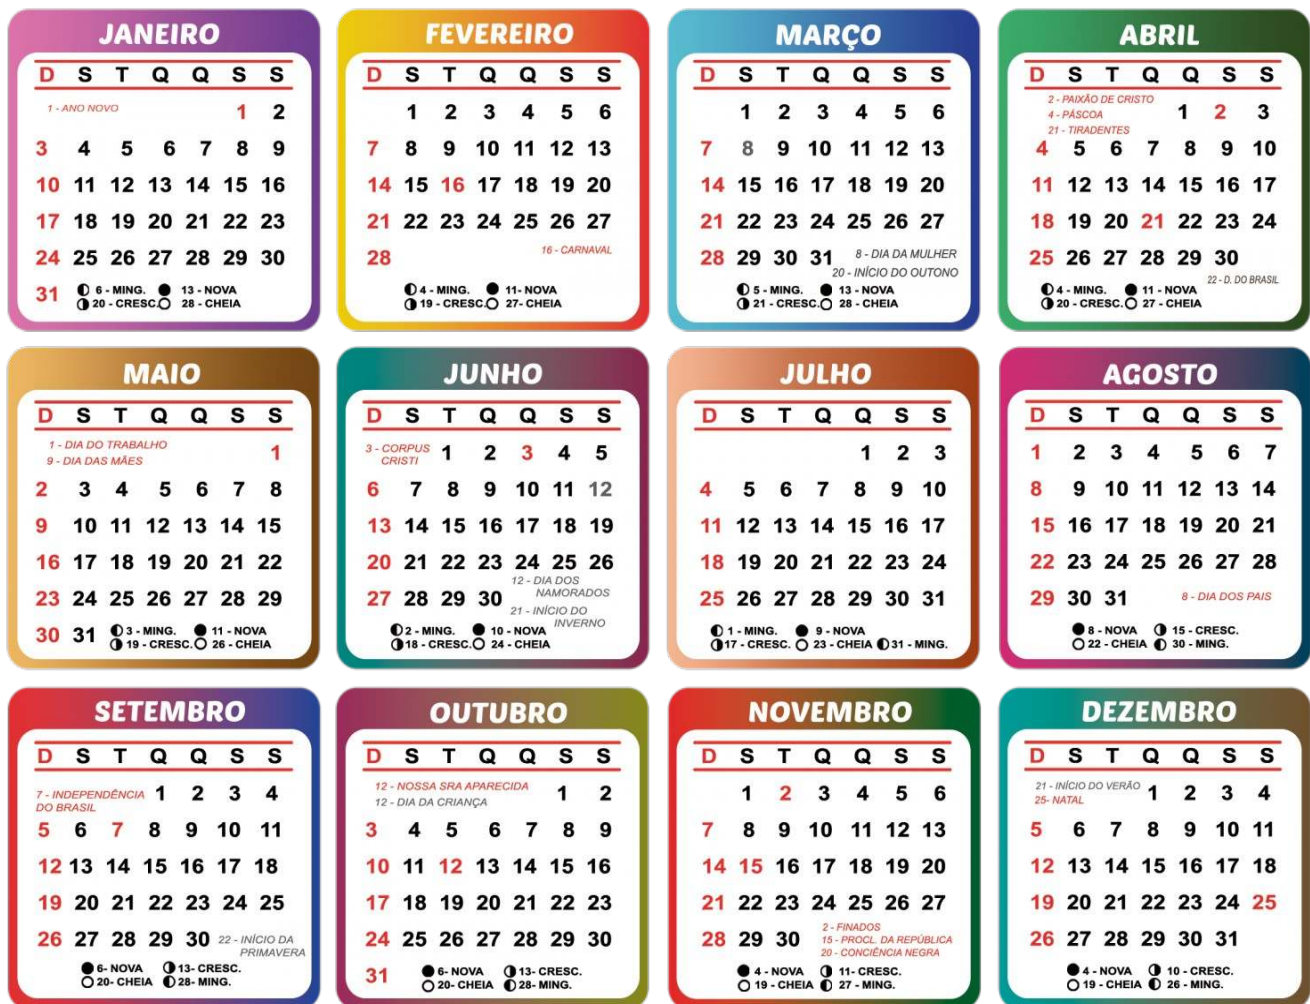 JANEIRO
D S T Q Q S S
1 - ANO NOVO 1 2
3 4 5 6 7 8 9
10 11 12 13 14 15 16
17 18 19 20 21 22 23
24 25 26 27 28 29 30
31 6 - MING. 13 - NOVA
20 - CRESC. 28 - CHEIA
FEVEREIRO
D S T Q Q S S
1 2 3 4 5 6
7 8 9 10 11 12 13
14 15 16 17 18 19 20
21 22 23 24 25 26 27
28 16 - CARNAVAL
4 - MING. 11- NOVA
19 - CRESC. 27- CHEIA
MARÇO
D S T Q Q S S
1 2 3 4 5 6
7 8 9 10 11 12 13
14 15 16 17 18 19 20
21 22 23 24 25 26 27
28 29 30 31 8 - DIA DA MULHER
20 - INÍCIO DO OUTONO
5 - MING. 13 - NOVA
21 - CRESC. 28 - CHEIA
ABRIL
D S T Q Q S S
2 - PAIXÃO DE CRISTO
4 - PÁSCOA 1 2 3
21 - TIRADENTES
4 5 6 7 8 9 10
11 12 13 14 15 16 17
18 19 20 21 22 23 24
25 26 27 28 29 30
22 - D. DO BRASIL
4 - MING. 11 - NOVA
20 - CRESC. 27 - CHEIA
MAIO
D S T Q Q S S
1 - DIA DO TRABALHO 1
9 - DIA DAS MÃES
2 3 4 5 6 7 8
9 10 11 12 13 14 15
16 17 18 19 20 21 22
23 24 25 26 27 28 29
30 31 3 - MING. 11 - NOVA
19 - CRESC. 26 - CHEIA
JUNHO
D S T Q Q S S
3 - CORPUS 1 2 3 4 5
CRISTI
6 7 8 9 10 11 12
13 14 15 16 17 18 19
20 21 22 23 24 25 26
12 - DIA DOS
NAMORADOS
27 28 29 30
21 - INÍCIO DO
INVERNO
2 - MING. 10 - NOVA
18 - CRESC. 24 - CHEIA
JULHO
D S T Q Q S S
1 2 3
4 5 6 7 8 9 10
11 12 13 14 15 16 17
18 19 20 21 22 23 24
25 26 27 28 29 30 31
1 - MING. 9 - NOVA
17 - CRESC. 23 - CHEIA 31 - MING.
AGOSTO
D S T Q Q S S
1 2 3 4 5 6 7
8 9 10 11 12 13 14
15 16 17 18 19 20 21
22 23 24 25 26 27 28
29 30 31 8 - DIA DOS PAIS
8 - NOVA 15 - CRESC.
22 - CHEIA 30 - MING.
SETEMBRO
D S T Q Q S S
7 - INDEPENDÊNCIA 1 2 3 4
DO BRASIL
5 6 7 8 9 10 11
12 13 14 15 16 17 18
19 20 21 22 23 24 25
26 27 28 29 30 22 - INÍCIO DA
PRIMAVERA
6- NOVA 13- CRESC.
20- CHEIA 28- MING.
OUTUBRO
D S T Q Q S S
12 - NOSSA SRA APARECIDA 1 2
12 - DIA DA CRIANÇA
3 4 5 6 7 8 9
10 11 12 13 14 15 16
17 18 19 20 21 22 23
24 25 26 27 28 29 30
31 6- NOVA 13- CRESC.
20- CHEIA 28- MING.
NOVEMBRO
D S T Q Q S S
1 2 3 4 5 6
7 8 9 10 11 12 13
14 15 16 17 18 19 20
21 22 23 24 25 26 27
28 29 30 2 - FINADOS
15 - PROCL. DA REPÚBLICA
20 - CONCIÊNCIA NEGRA
4 - NOVA 11 - CRESC.
19 - CHEIA 27 - MING.
DEZEMBRO
D S T Q Q S S
21 - INÍCIO DO VERÃO 1 2 3 4
25- NATAL
5 6 7 8 9 10 11
12 13 14 15 16 17 18
19 20 21 22 23 24 25
26 27 28 29 30 31
4 - NOVA 10 - CRESC.
19 - CHEIA 26 - MING.